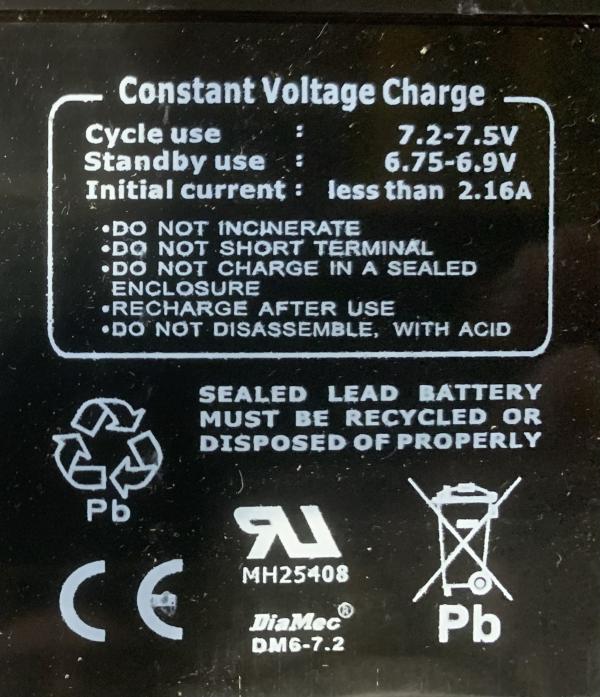 Constant Voltage Charge
Cycle use : 7.2-7.5V
Standby use : 6.75-6.9V
Initial current : less than 2.16A
•DO NOT INCINERATE
•DO NOT SHORT TERMINAL
•DO NOT CHARGE IN A SEALED
ENCLOSURE
•RECHARGE AFTER USE
•DO NOT DISASSEMBLE, WITH ACID
SEALED LEAD BATTERY
MUST BE RECYCLED OR
DISPOSED OF PROPERLY
Pb
CE
RU
MH25408
DiaMec®
DM6-7.2
Pb